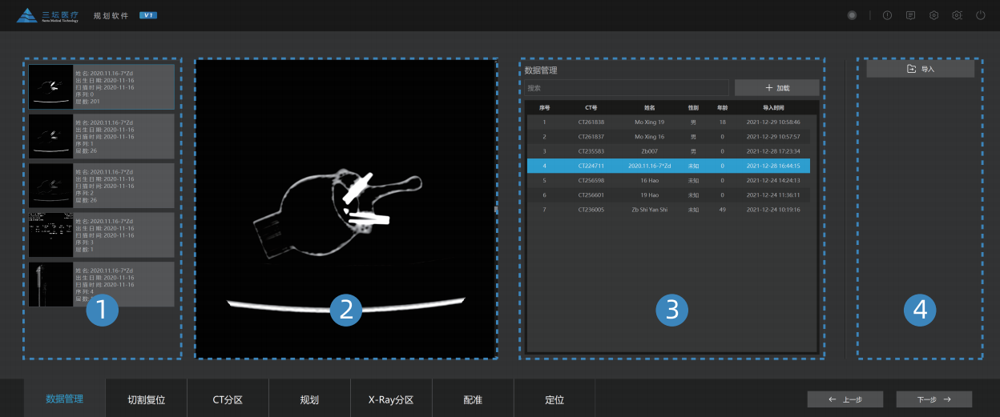 三坛医疗
Santan Medical Technology
规划软件
V 1
姓 名: 2020.11.16-7*Zd
出 生 日 期: 2020-11-16
扫 描 时 间: 2020-11-16
序 列: 0
层 数: 201
姓 名: 2020.11.16-7*Zd
出 生 日 期: 2020-11-16
扫 描 时 间: 2020-11-16
序 列: 1
层 数: 26
姓 名: 2020.11.16-7*Zd
出 生 日 期: 2020-11-16
扫 描 时 间: 2020-11-16
序 列: 2
层 数: 26
姓 名: 2020.11.16-7*Zd
出 生 日 期: 2020-11-16
扫 描 时 间: 2020-11-16
序 列: 3
层 数: 1
姓 名: 2020.11.16-7*Zd
出 生 日 期: 2020-11-16
扫 描 时 间: 2020-11-16
序 列: 4
层 数:
1
2
数据管理
搜索
加载
序号 CT号 姓名 性别 年龄 导入时间
1 CT261838 Mo Xing 19 男 18 2021-12-29 10:58:46
2 CT261837 Mo Xing 16 男 0 2021-12-29 10:57:57
3 CT235583 Zb007 男 0 2021-12-28 17:23:34
4 CT224711 2020.11.16-7*Zd 未知 0 2021-12-28 16:44:15
5 CT256598 16 Hao 未知 0 2021-12-24 14:24:13
6 CT256601 19 Hao 未知 0 2021-12-24 11:36:11
7 CT236005 Zb Shi Yan Shi 未知 49 2021-12-24 10:19:16
3
导入
4
数据管理 切割复位 CT分区 规划 X-Ray分区 配准 定位
← 上一步 下一步 →